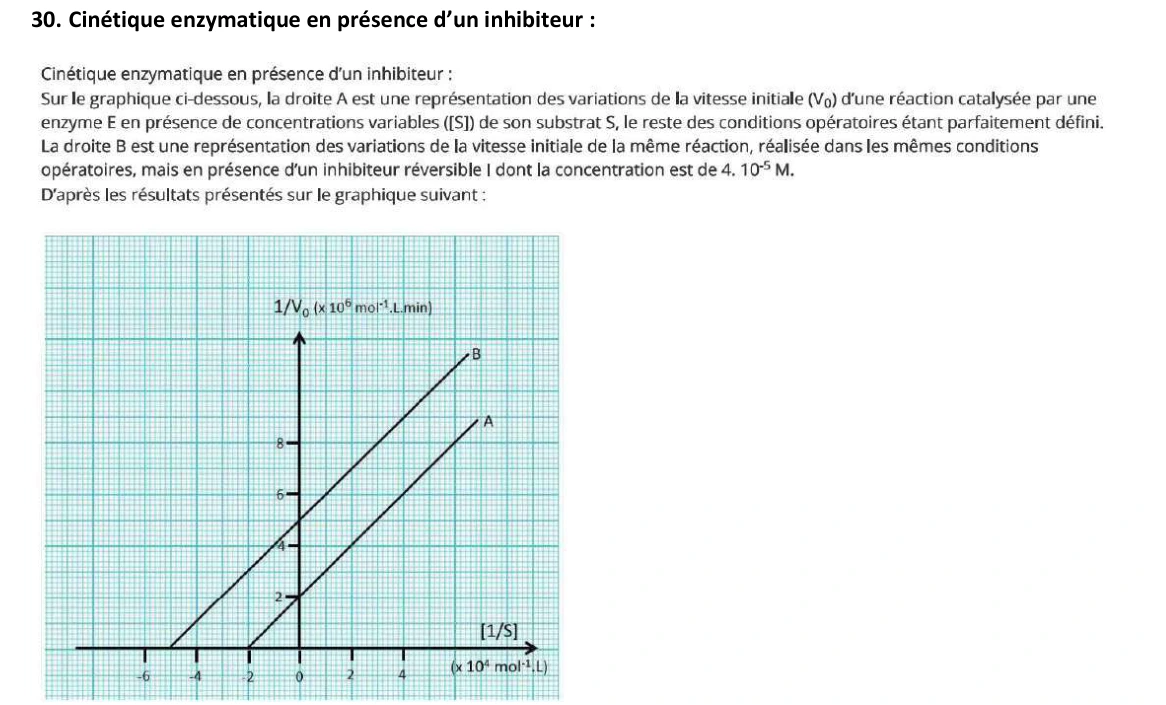 30. Cinétique enzymatique en présence d'un inhibiteur :
Cinétique enzymatique en présence d'un inhibiteur :
Sur le graphique ci-dessous, la droite A est une représentation des variations de la vitesse initiale (V₀) d'une réaction catalysée par une
enzyme E en présence de concentrations variables ([S]) de son substrat S, le reste des conditions opératoires étant parfaitement défini.
La droite B est une représentation des variations de la vitesse initiale de la même réaction, réalisée dans les mêmes conditions
opératoires, mais en présence d'un inhibiteur réversible I dont la concentration est de 4. 10⁻⁵ M.
D'après les résultats présentés sur le graphique suivant :
1/V₀ (x 10⁶ mol⁻¹.L.min)
B
A
8
6
4
2
[1/S]
(x 10⁴ mol⁻¹.L)
-6 -4 -2 0 2 4